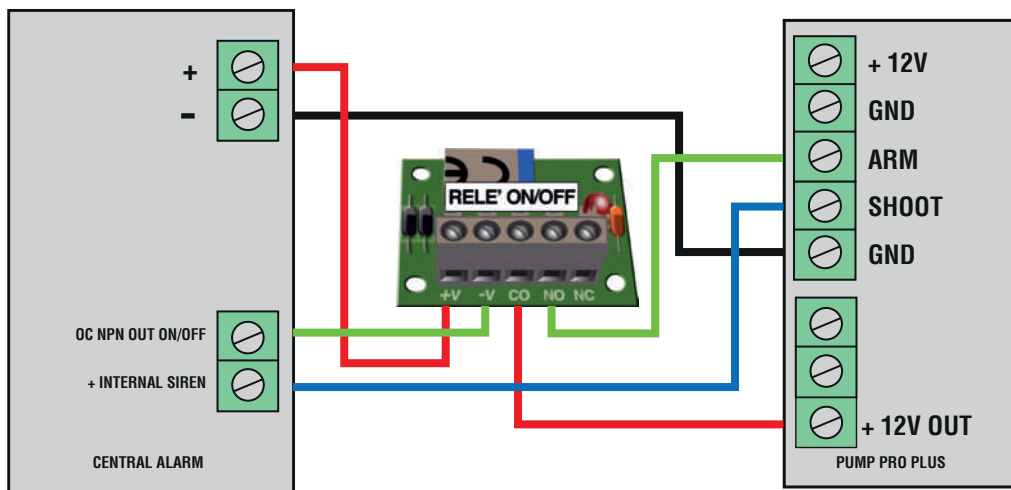 +
-
OC NPN OUT ON/OFF
+ INTERNAL SIREN
CENTRAL ALARM
RELE' ON/OFF
+V -V CO NO NC
+ 12V
GND
ARM
SHOOT
GND
+ 12V OUT
PUMP PRO PLUS